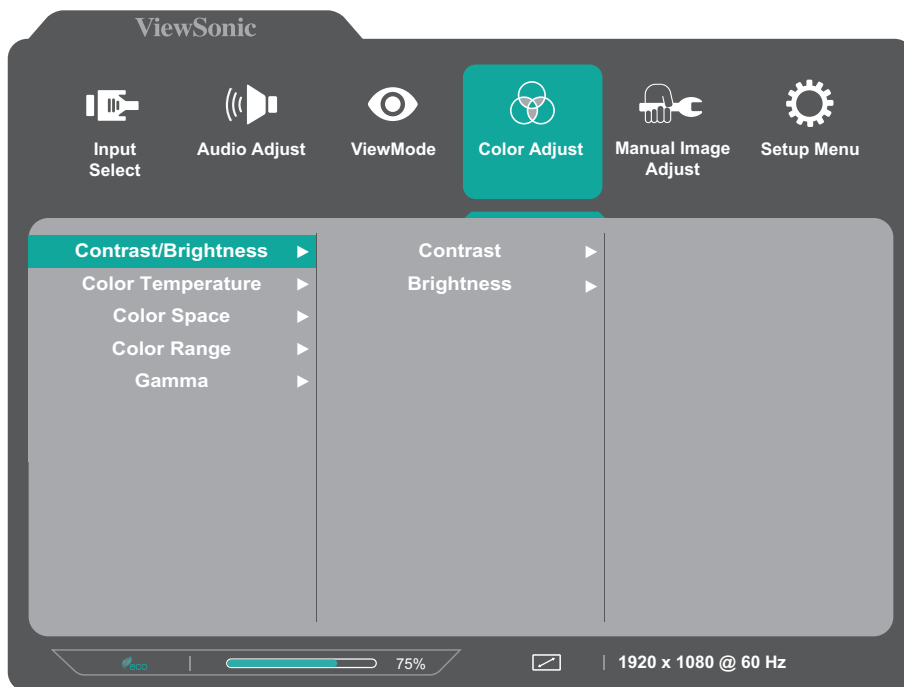 ViewSonic
Input
Select
Audio Adjust
ViewMode
Color Adjust
Manual Image
Adjust
Setup Menu
Contrast/Brightness
Color Temperature
Color Space
Color Range
Gamma
Contrast
Brightness
eco
75%
1920 x 1080 @ 60 Hz